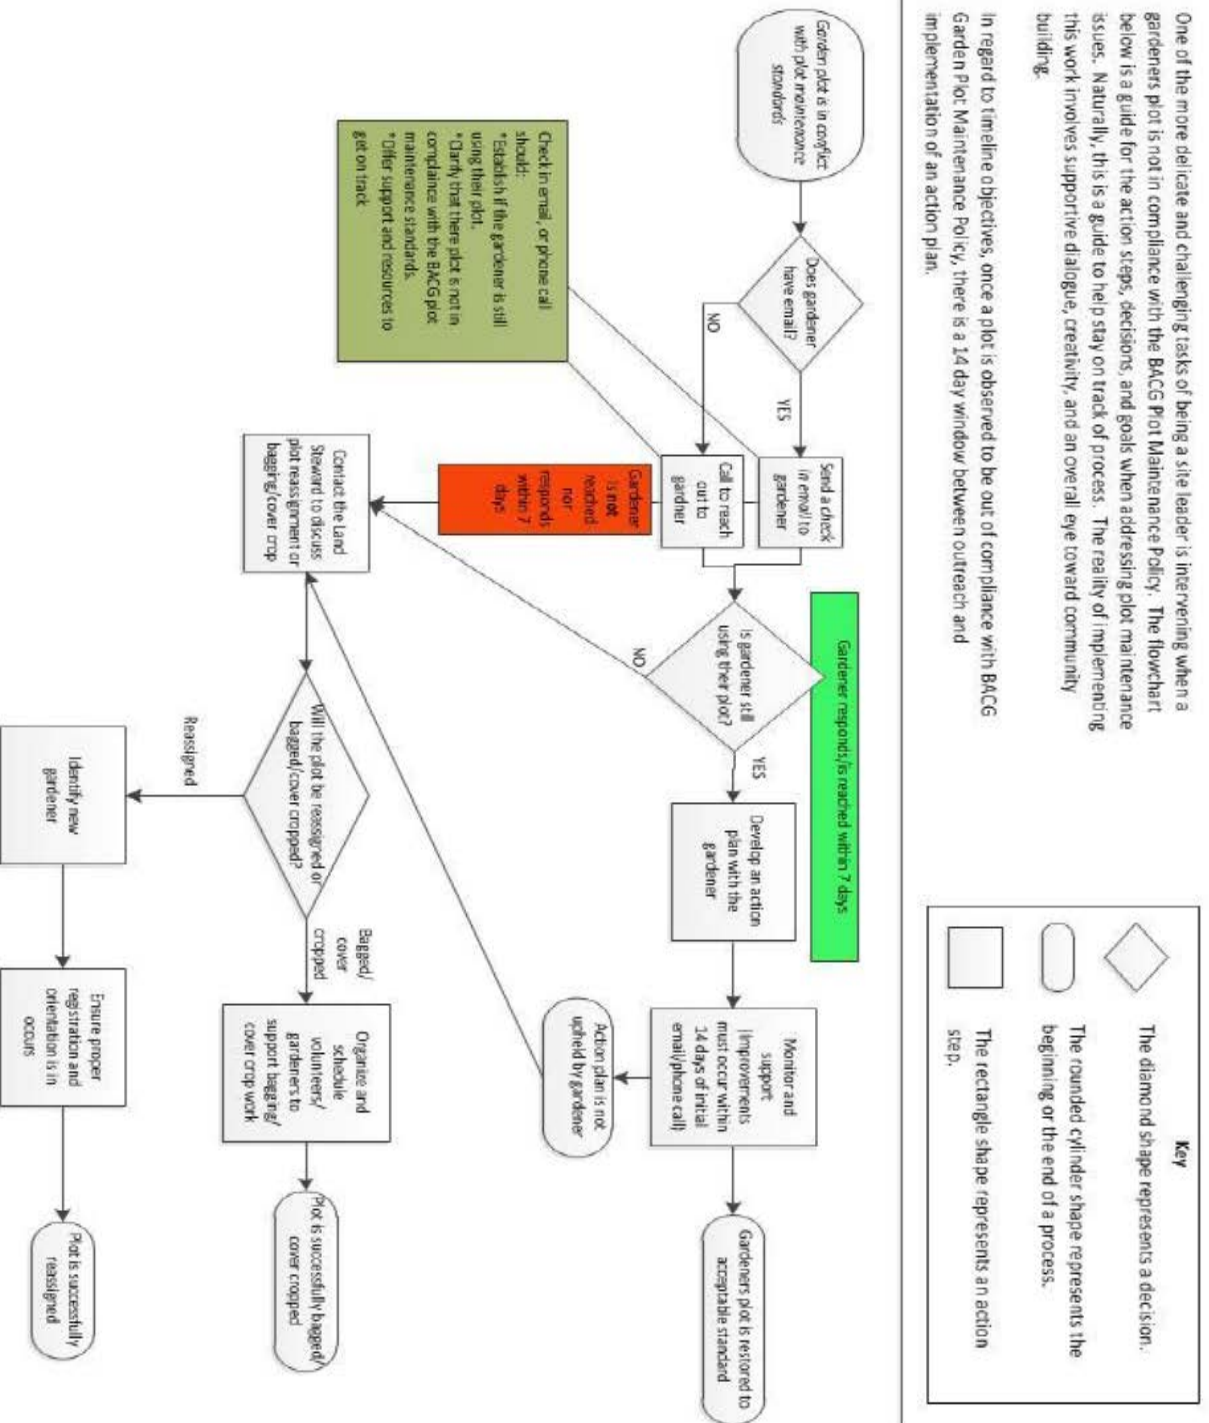 One of the more delicate and challenging tasks of being a site leader is intervening when a
gardeners plot is not in compliance with the BACG Plot Maintenance Policy. The flowchart
below is a guide for the action steps, decisions, and goals when addressing plot maintenance
issues. Naturally, this is a guide to help stay on track of process. The reality of implementing
this work involves supportive dialogue, creativity, and an overall eye toward community
building.
In regard to timeline objectives, once a plot is observed to be out of compliance with BACG
Garden Plot Maintenance Policy, there is a 14 day window between outreach and
implementation of an action plan.
Key
The diamond shape represents a decision.
The rounded cylinder shape represents the
beginning or the end of a process.
The rectangle shape represents an action
step.
Garden plot is in conflict
with plot maintenance
standards
Does gardener
have email?
YES
NO
Send a check
in email to
gardener
Call to reach
out to
gardner
Check in email, or phone call
should:
*Establish if the gardener is still
using their plot.
*Clarify that there plot is not in
complaince with the BACG plot
maintenance standards.
*Offer support and resources to
get on track
Gardener
is not
reached
nor
responds
within 7
days
Gardener responds/is reached within 7 days
Is gardener still
using their plot?
YES
NO
Develop an action
plan with the
gardener
Monitor and
support
(improvements
must occur within
14 days of initial
email/phone call)
Gardeners plot is restored to
acceptable standard
Action plan is not
upheld by gardener
Contact the Land
Steward to discuss
plot reassignment or
bagging/cover crop
Will the plot be reassigned or
bagged/cover cropped?
Bagged/
cover
cropped
Organize and
schedule
volunteers/
gardeners to
support bagging/
cover crop work
Plot is successfully bagged/
cover cropped
Reassigned
Identify new
gardener
Ensure proper
registration and
orientation is in
occurs
Plot is successfully
reassigned